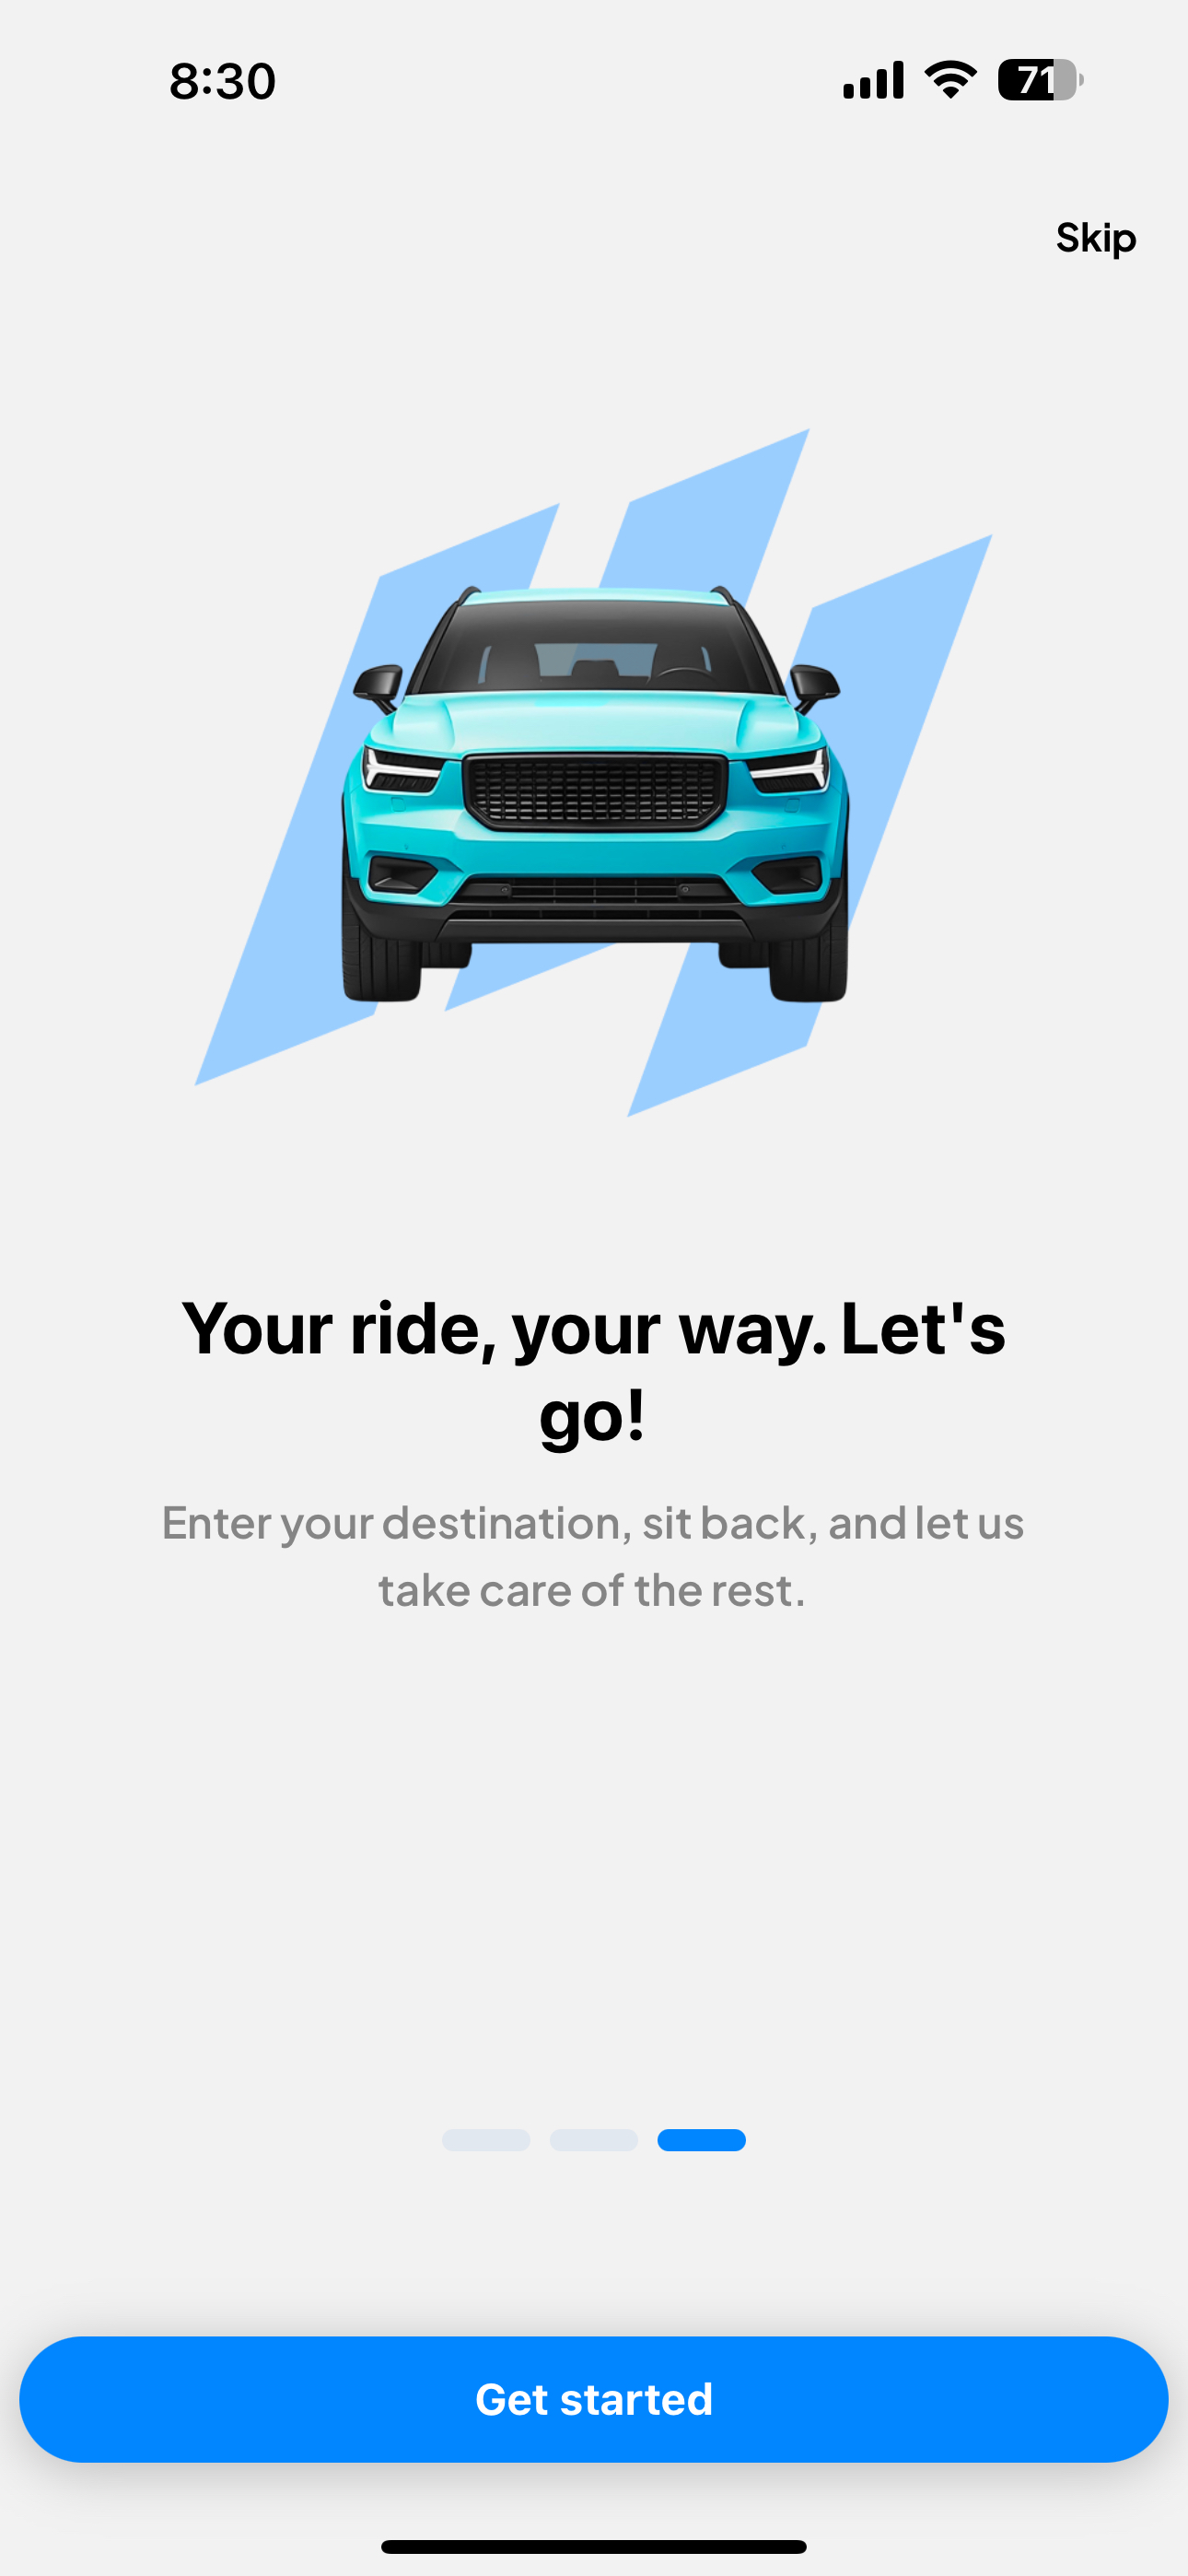 8:30
71
Skip
Your ride, your way. Let's
go!
Enter your destination, sit back, and let us
take care of the rest.
Get started